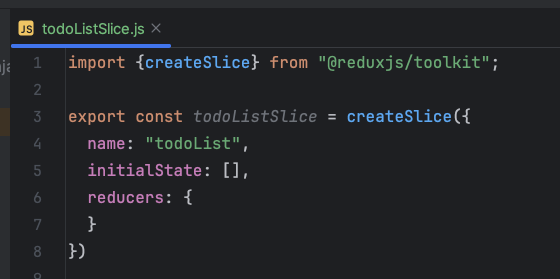 JS todoListSlice.js ×
1 import {createSlice} from "@reduxjs/toolkit";
2
3 export const todoListSlice = createSlice({
4   name: "todoList",
5   initialState: [],
6   reducers: {
7   }
8 })
9